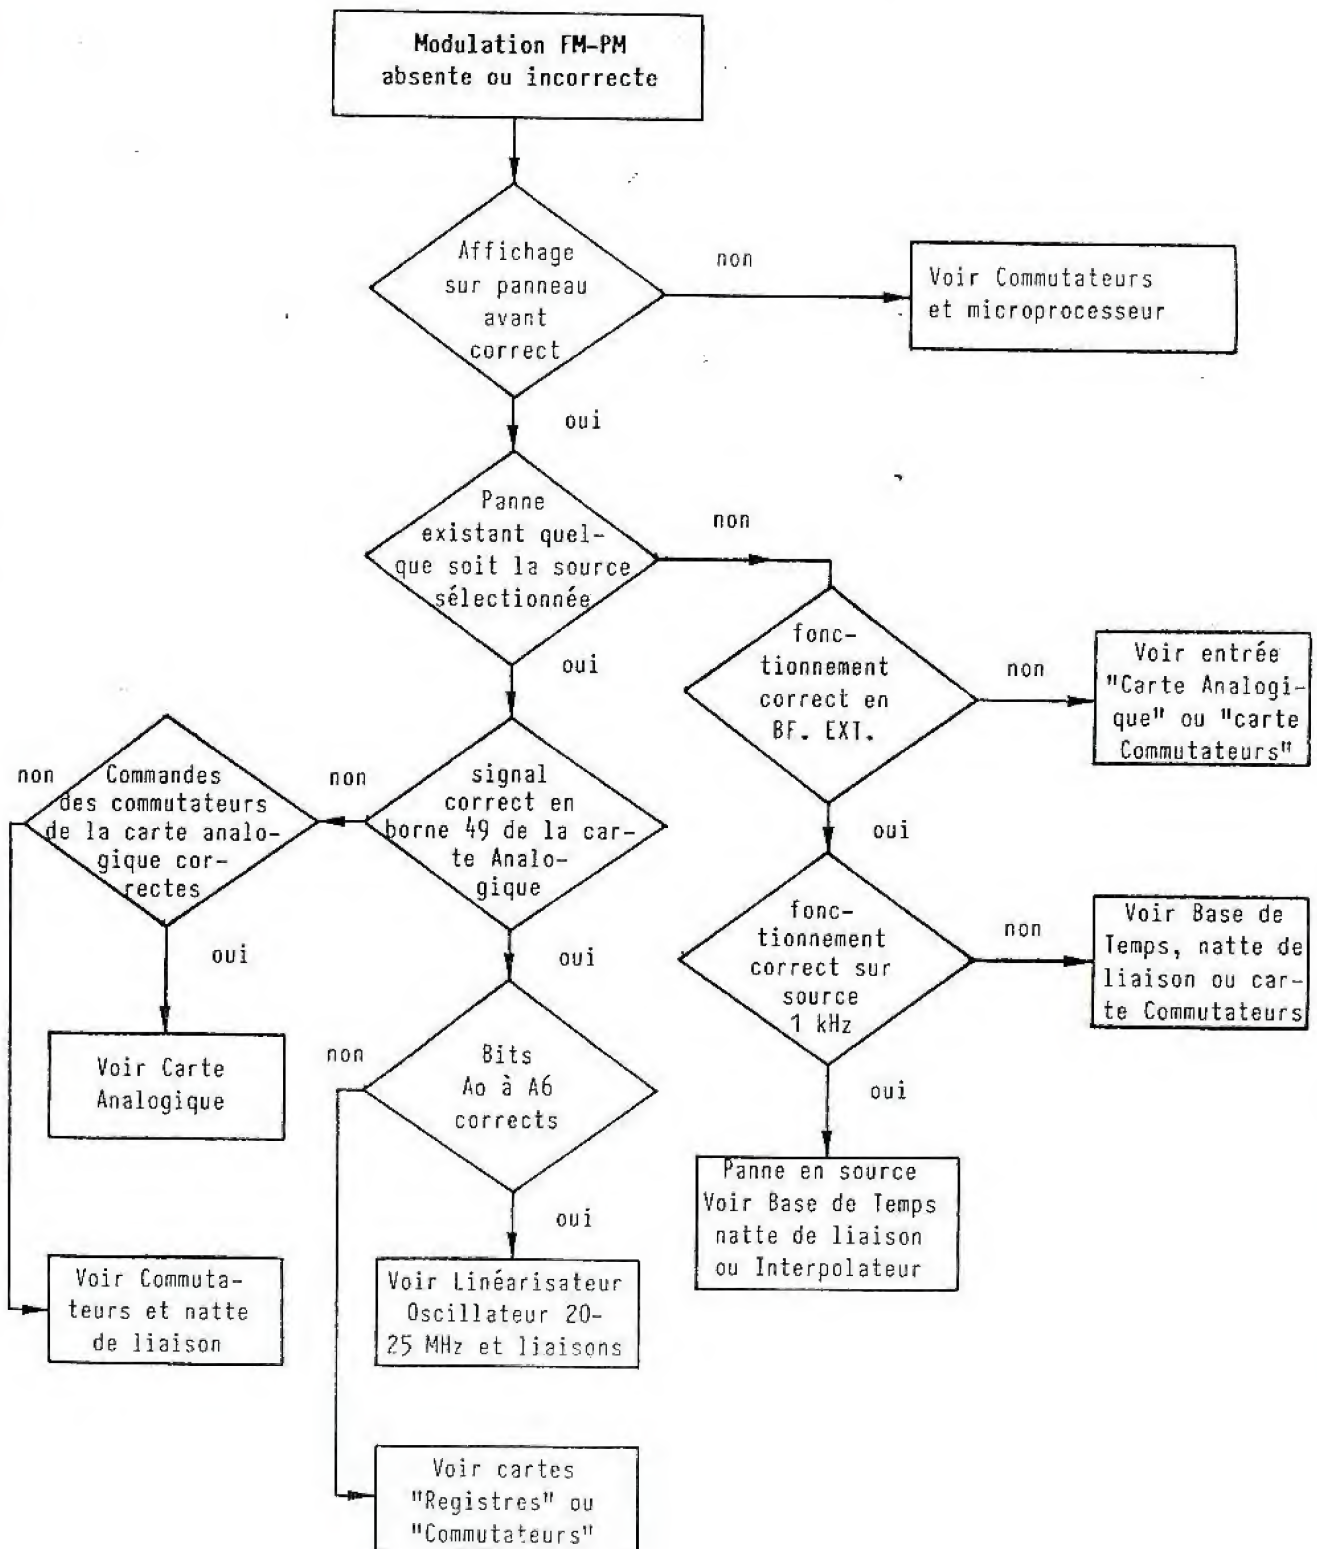 Modulation FM-PM
absente ou incorrecte
Affichage
sur panneau
avant
correct
non
Voir Commutateurs
et microprocesseur
oui
Panne
existant quel-
que soit la source
sélectionnée
non
oui
fonc-
tionnement
correct en
BF. EXT.
non
Voir entrée
"Carte Analogi-
que" ou "carte
Commutateurs"
oui
signal
correct en
borne 49 de la car-
te Analo-
gique
non
Commandes
des commutateurs
de la carte analo-
gique cor-
rectes
non
oui
Voir Carte
Analogique
oui
fonc-
tionnement
correct sur
source
1 kHz
non
Voir Base de
Temps, natte de
liaison ou car-
te Commutateurs
oui
Panne en source
Voir Base de Temps
natte de liaison
ou Interpolateur
Bits
Ao à A6
corrects
non
oui
Voir Commuta-
teurs et natte
de liaison
Voir Linéarisateur
Oscillateur 20-
25 MHz et liaisons
Voir cartes
"Registres" ou
"Commutateurs"